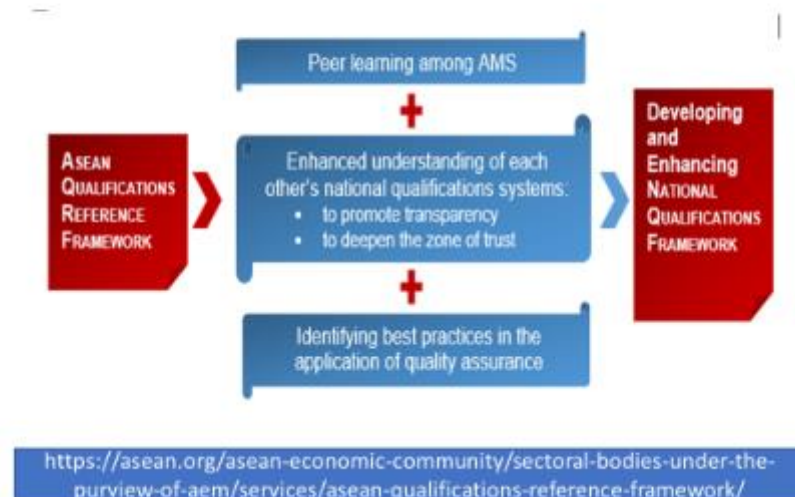 Peer learning among AMS
+
ASEAN
QUALIFICATIONS
REFERENCE
FRAMEWORK
Enhanced understanding of each
other's national qualifications systems:
• to promote transparency
• to deepen the zone of trust
Developing
and
Enhancing
NATIONAL
QUALIFICATIONS
FRAMEWORK
+
Identifying best practices in the
application of quality assurance
https://asean.org/asean-economic-community/sectoral-bodies-under-the-
purview-of-aem/services/asean-qualifications-reference-framework/